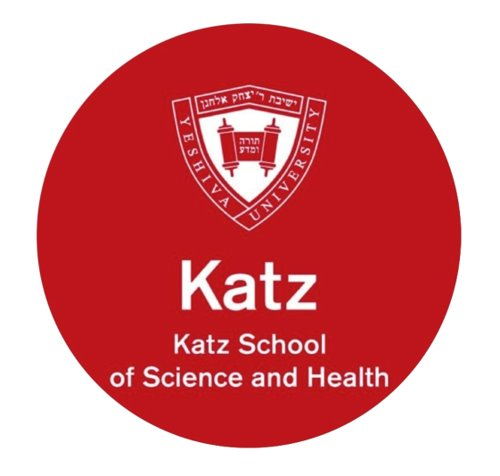 ישיבת ר׳ יצחק אלחנן
YESHIVA UNIVERSITY
תורה
ומדע
Katz
Katz School
of Science and Health